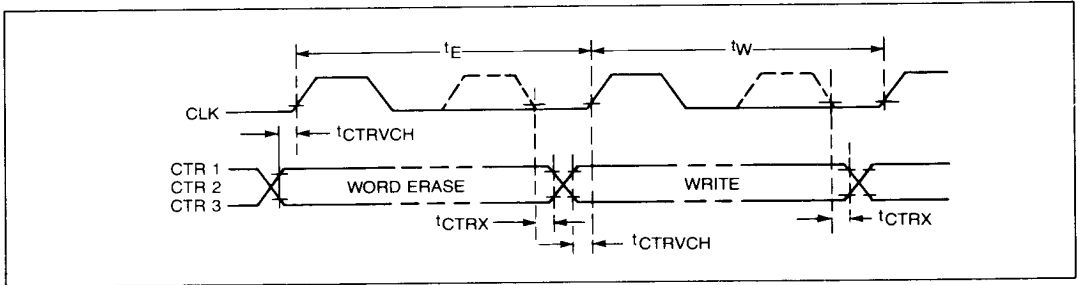 tE tW
CLK
tCTRVCH
CTR 1
CTR 2 WORD ERASE WRITE
CTR 3
tCTRX tCTRX
tCTRVCH